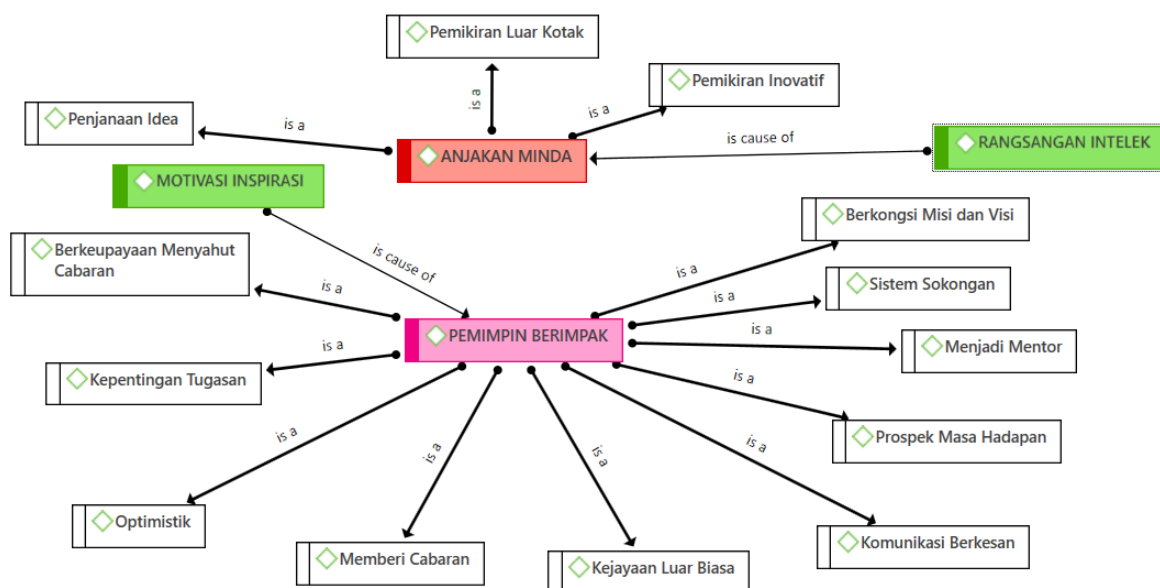 Pemikiran Luar Kotak
Pemikiran Inovatif
is a
is a
Penjanaan Idea
is a
ANJAKAN MINDA
is cause of
RANGSANGAN INTELEK
MOTIVASI INSPIRASI
Berkongsi Misi dan Visi
Berkeupayaan Menyahut
Cabaran
is cause of
is a
is a
Sistem Sokongan
is a
PEMIMPIN BERIMPAK
is a
Menjadi Mentor
is a
Kepentingan Tugasan
is a
Prospek Masa Hadapan
is a
is a
is a
is a
Optimistik
Komunikasi Berkesan
Memberi Cabaran
Kejayaan Luar Biasa